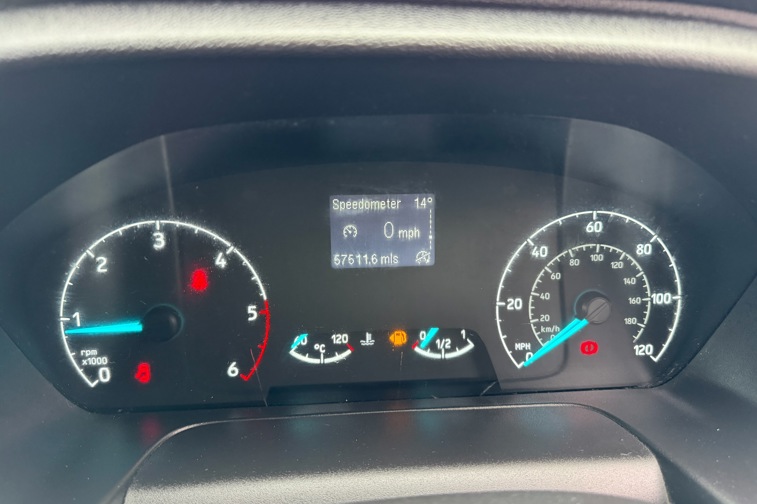 Speedometer 14°
0 mph
57511.6 mls
0 1 2 3 4 5 6
rpm
x1000
60 °C 120
0 1/2 1
0 20 40 60 80 100 120
MPH
20 40 60 80 100 120 140 160 180
km/h